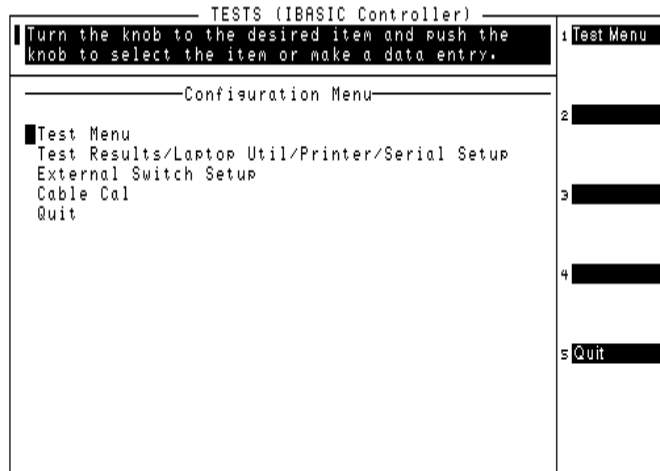 TESTS (IBASIC Controller)
Turn the knob to the desired item and push the
knob to select the item or make a data entry.
Configuration Menu
Test Menu
Test Results/Laptop Util/Printer/Serial Setup
External Switch Setup
Cable Cal
Quit
1 Test Menu
2
3
4
5 Quit